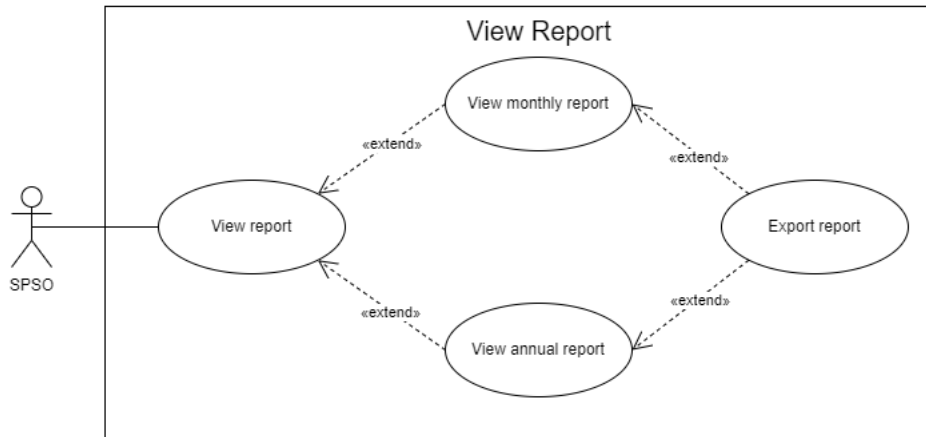 View Report
View monthly report
«extend»
«extend»
View report
Export report
SPSO
«extend»
«extend»
View annual report